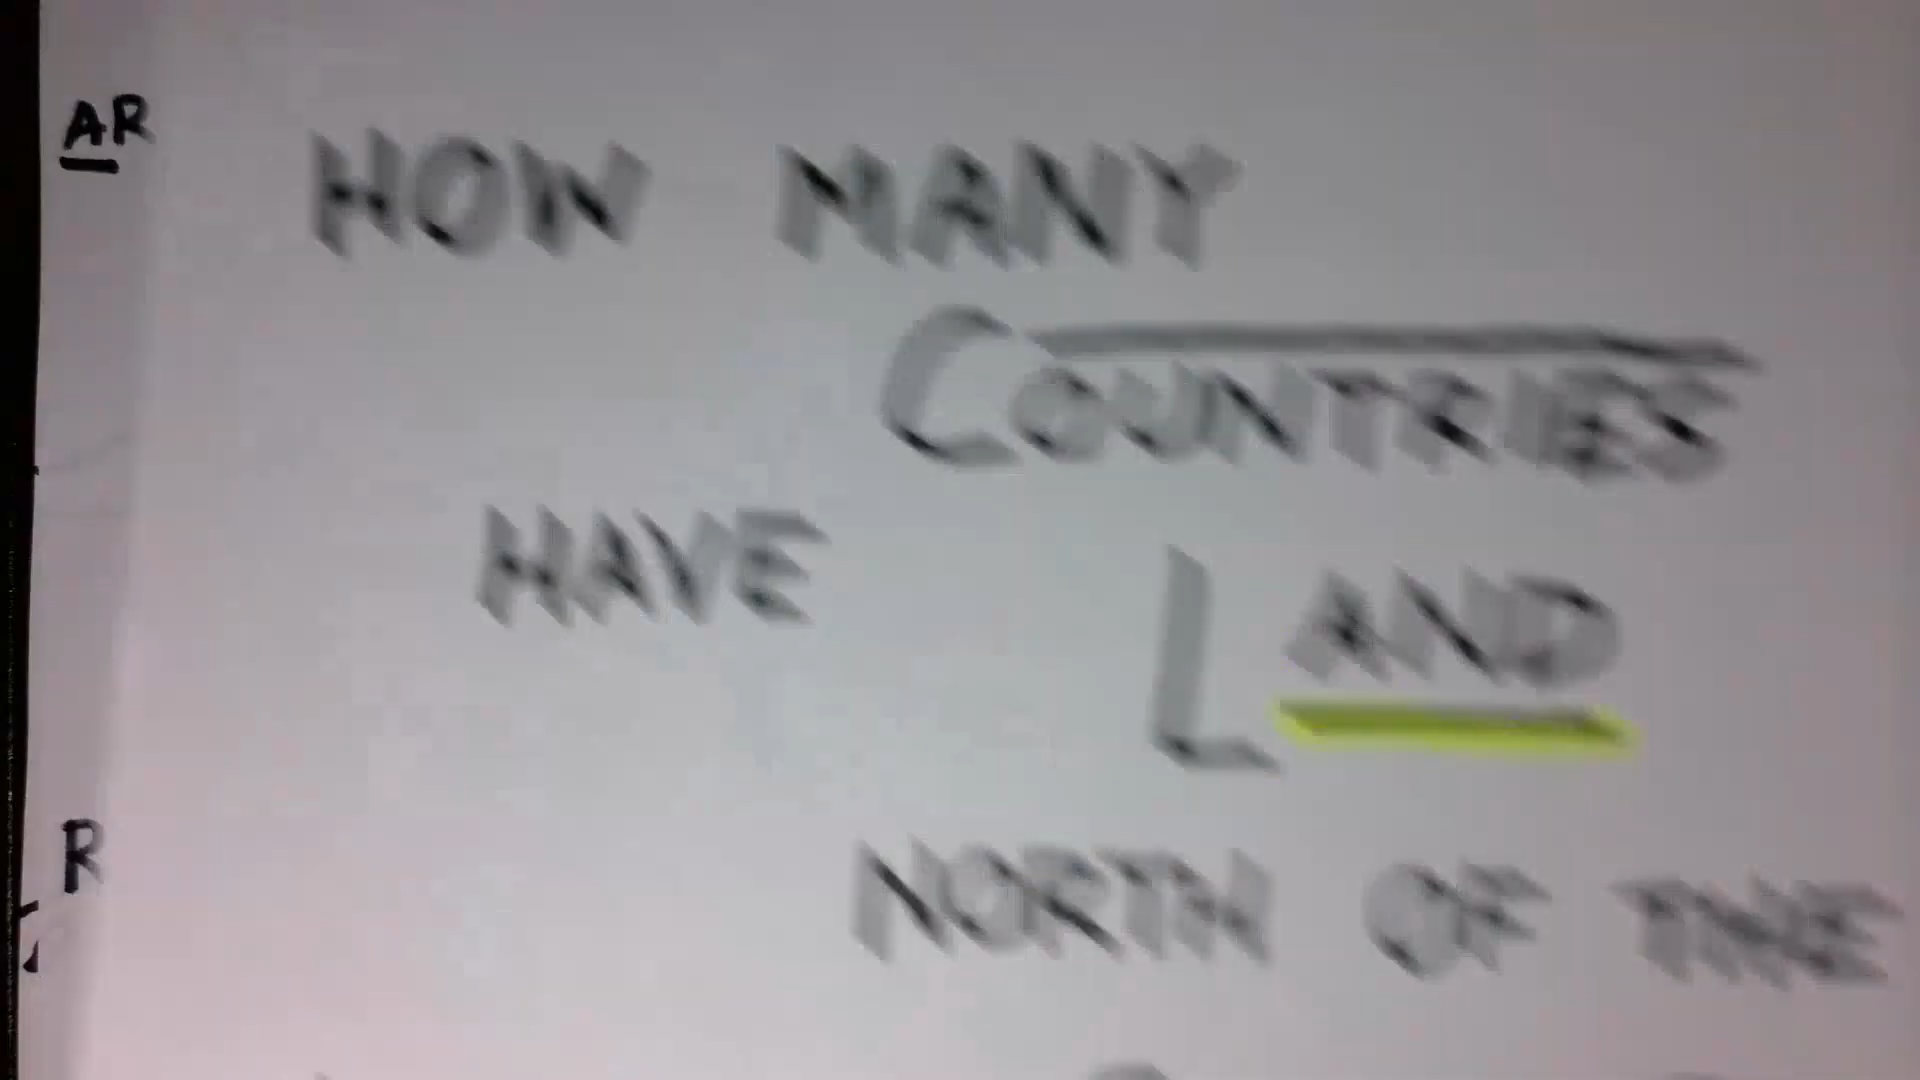 AR
HOW MANY
COUNTRIES
HAVE LAND
R
NORTH OF THE